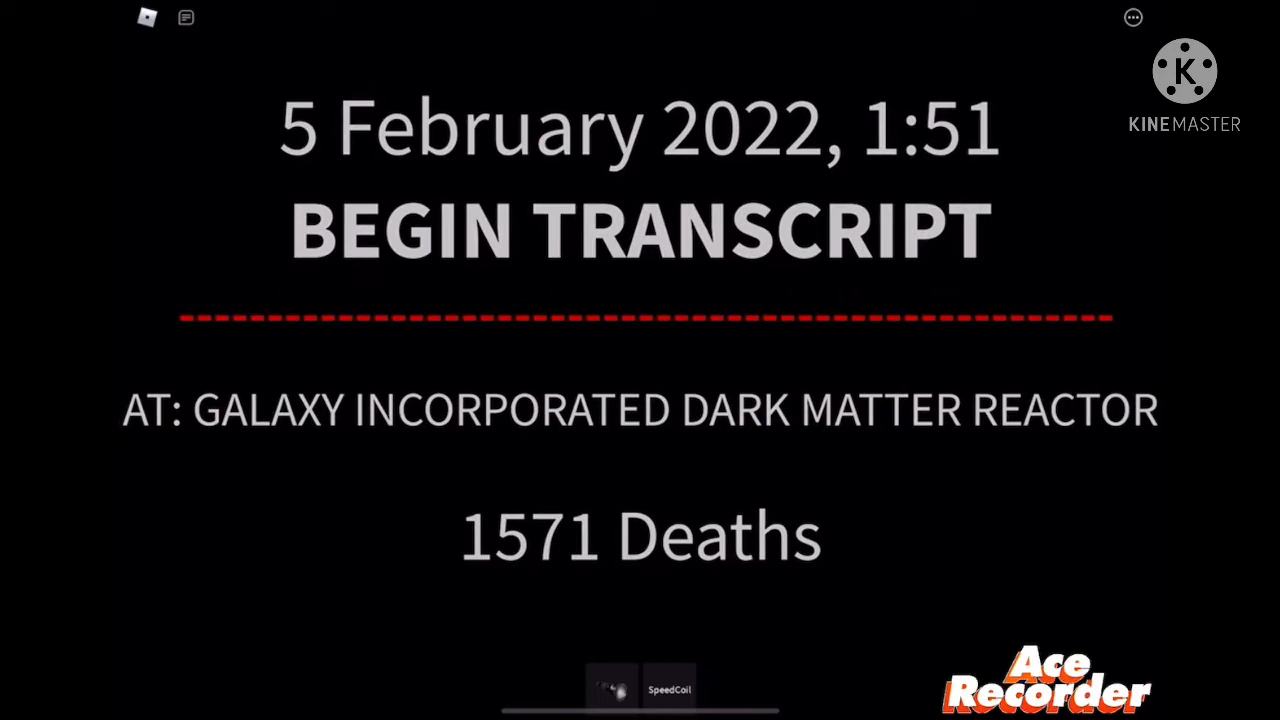 K
KINEMASTER
5 February 2022, 1:51
BEGIN TRANSCRIPT
-----------------------------------------------------
AT: GALAXY INCORPORATED DARK MATTER REACTOR
1571 Deaths
SpeedCoil
Ace
Recorder